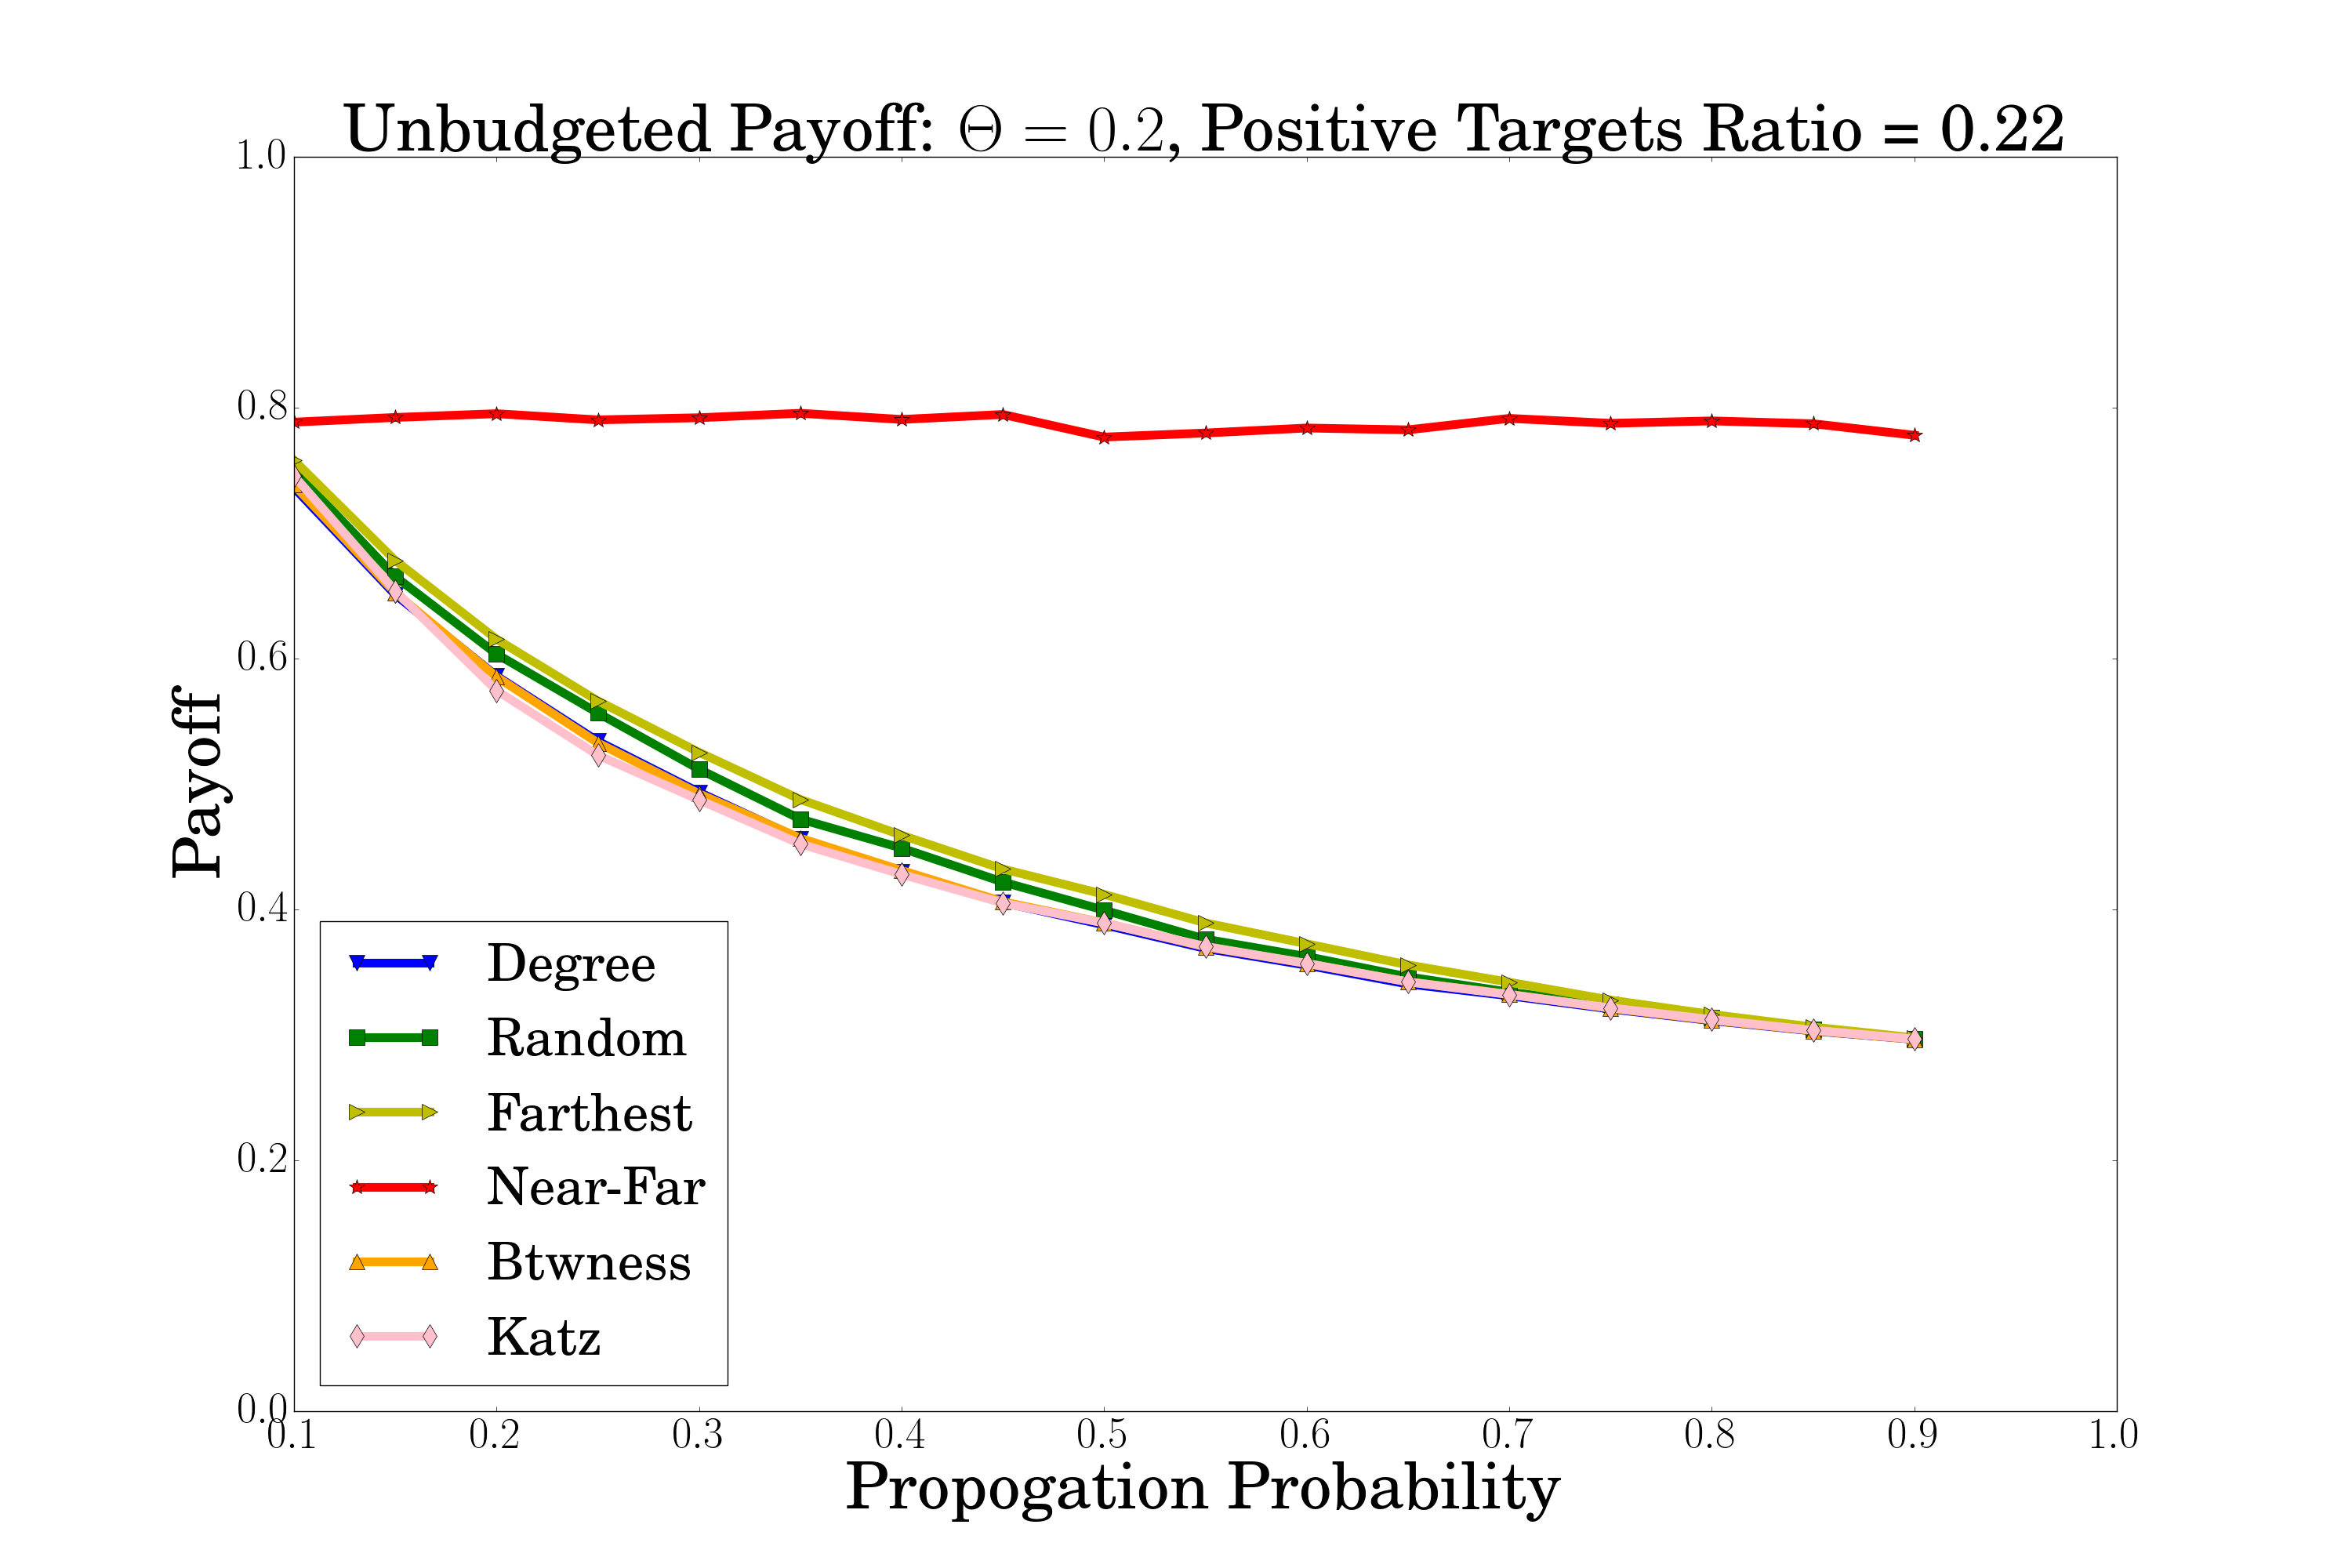 Unbudgeted Payoff: Θ = 0.2, Positive Targets Ratio = 0.22
1.0
0.8
0.6
0.4
0.2
0.0
Payoff
Degree
Random
Farthest
Near-Far
Btwness
Katz
0.1 0.2 0.3 0.4 0.5 0.6 0.7 0.8 0.9 1.0
Propogation Probability